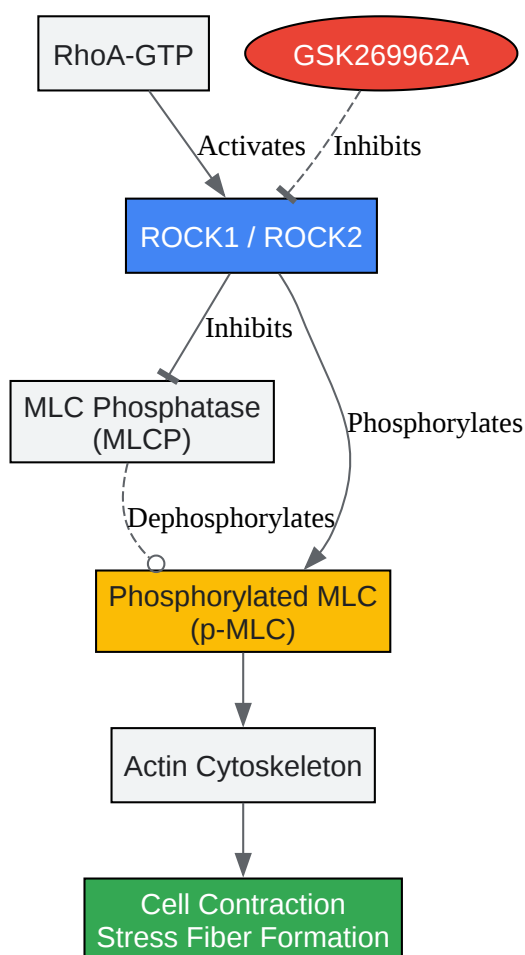 RhoA-GTP
GSK269962A
Activates
Inhibits
ROCK1 / ROCK2
Inhibits
MLC Phosphatase
(MLCP)
Phosphorylates
Dephosphorylates
Phosphorylated MLC
(p-MLC)
Actin Cytoskeleton
Cell Contraction
Stress Fiber Formation